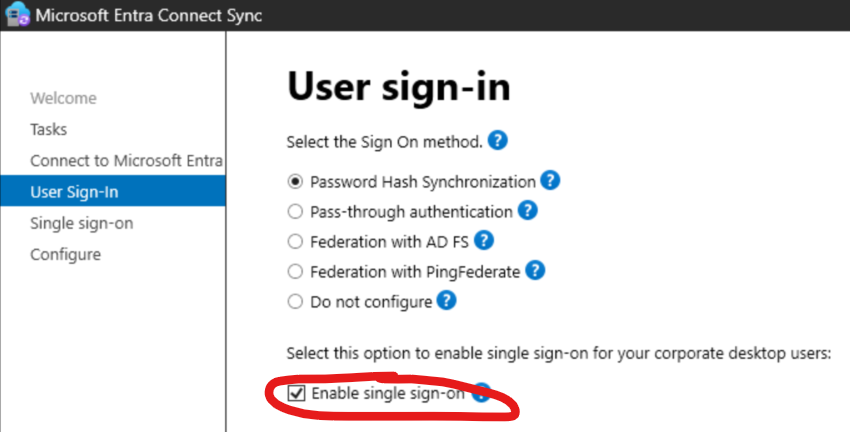 Microsoft Entra Connect Sync
Welcome
Tasks
Connect to Microsoft Entra
User Sign-In
Single sign-on
Configure
User sign-in
Select the Sign On method. ?
Password Hash Synchronization ?
Pass-through authentication ?
Federation with AD FS ?
Federation with PingFederate ?
Do not configure ?
Select this option to enable single sign-on for your corporate desktop users:
Enable single sign-on ?